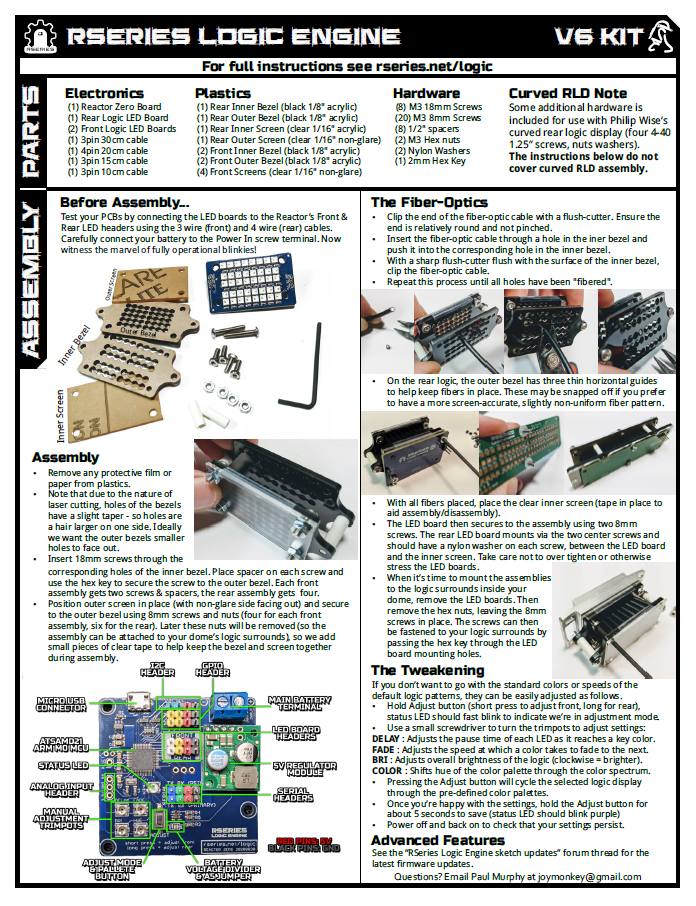 RSERIES LOGIC ENGINE
V6 KIT
RSERIES
For full instructions see rseries.net/logic
PARTS
Electronics
(1) Reactor Zero Board
(1) Rear Logic LED Board
(2) Front Logic LED Boards
(1) 3pin 30cm cable
(1) 4pin 20cm cable
(1) 3pin 15cm cable
(1) 3pin 10cm cable
Plastics
(1) Rear Inner Bezel (black 1/8" acrylic)
(1) Rear Outer Bezel (black 1/8" acrylic)
(1) Rear Inner Screen (clear 1/16" acrylic)
(1) Rear Outer Screen (clear 1/16" non-glare)
(2) Front Inner Bezel (black 1/8" acrylic)
(2) Front Outer Bezel (black 1/8" acrylic)
(4) Front Screens (clear 1/16" non-glare)
Hardware
(8) M3 18mm Screws
(20) M3 8mm Screws
(8) 1/2" spacers
(2) M3 Hex nuts
(2) Nylon Washers
(1) 2mm Hex Key
Curved RLD Note
Some additional hardware is
included for use with Philip Wise's
curved rear logic display (four 4-40
1.25" screws, nuts washers).
The instructions below do not
cover curved RLD assembly.
ASSEMBLY
Before Assembly...
Test your PCBs by connecting the LED boards to the Reactor's Front &
Rear LED headers using the 3 wire (front) and 4 wire (rear) cables.
Carefully connect your battery to the Power In screw terminal. Now
witness the marvel of fully operational blinkies!
Outer Screen
Outer Bezel
Inner Bezel
Inner Screen
Assembly
• Remove any protective film or
paper from plastics.
• Note that due to the nature of
laser cutting, holes of the bezels
have a slight taper - so holes are
a hair larger on one side. Ideally
we want the outer bezels smaller
holes to face out.
• Insert 18mm screws through the
corresponding holes of the inner bezel. Place spacer on each screw and
use the hex key to secure the screw to the outer bezel. Each front
assembly gets two screws & spacers, the rear assembly gets four.
• Position outer screen in place (with non-glare side facing out) and secure
to the outer bezel using 8mm screws and nuts (four for each front
assembly, six for the rear). Later these nuts will be removed (so the
assembly can be attached to your dome's logic surrounds), so we add
small pieces of clear tape to help keep the bezel and screen together
during assembly.
I2C
HEADER
GPIO
HEADER
MICRO USB
CONNECTOR
MAIN BATTERY
TERMINAL
LED BOARD
HEADERS
ATSAMD21
ARM M0 MCU
STATUS LED
5V REGULATOR
MODULE
ANALOG INPUT
HEADER
SERIAL
HEADERS
MANUAL
ADJUSTMENT
TRIMPOTS
RSERIES
LOGIC ENGINE
rseries.net/logic
short press = adjust front
long press = adjust rear
RED PINS: 5V
BLACK PINS: GND
ADJUST MODE
& PALLETE
BUTTON
BATTERY
VOLTAGE DIVIDER
& A5 JUMPER
The Fiber-Optics
• Clip the end of the fiber-optic cable with a flush-cutter. Ensure the
end is relatively round and not pinched.
• Insert the fiber-optic cable through a hole in the iner bezel and
push it into the corresponding hole in the inner bezel.
• With a sharp flush-cutter flush with the surface of the inner bezel,
clip the fiber-optic cable.
• Repeat this process until all holes have been "fibered".
• On the rear logic, the outer bezel has three thin horizontal guides
to help keep fibers in place. These may be snapped off if you prefer
to have a more screen-accurate, slightly non-uniform fiber pattern.
• With all fibers placed, place the clear inner screen (tape in place to
aid assembly/disassembly).
• The LED board then secures to the assembly using two 8mm
screws. The rear LED board mounts via the two center screws and
should have a nylon washer on each screw, between the LED board
and the inner screen. Take care not to over tighten or otherwise
stress the LED boards.
• When it's time to mount the assemblies
to the logic surrounds inside your
dome, remove the LED boards. Then
remove the hex nuts, leaving the 8mm
screws in place. The screws can then
be fastened to your logic surrounds by
passing the hex key through the LED
board mounting holes.
The Tweakening
If you don't want to go with the standard colors or speeds of the
default logic patterns, they can be easily adjusted as follows.
• Hold Adjust button (short press to adjust front, long for rear),
status LED should fast blink to indicate we're in adjustment mode.
• Use a small screwdriver to turn the trimpots to adjust settings:
DELAY : Adjusts the pause time of each LED as it reaches a key color.
FADE : Adjusts the speed at which a color takes to fade to the next.
BRI : Adjusts overall brightness of the logic (clockwise = brighter).
COLOR : Shifts hue of the color palette through the color spectrum.
• Pressing the Adjust button will cycle the selected logic display
through the pre-defined color palettes.
• Once you're happy with the settings, hold the Adjust button for
about 5 seconds to save (status LED should blink purple)
• Power off and back on to check that your settings persist.
Advanced Features
See the "RSeries Logic Engine sketch updates" forum thread for the
latest firmware updates.
Questions? Email Paul Murphy at joymonkey@gmail.com